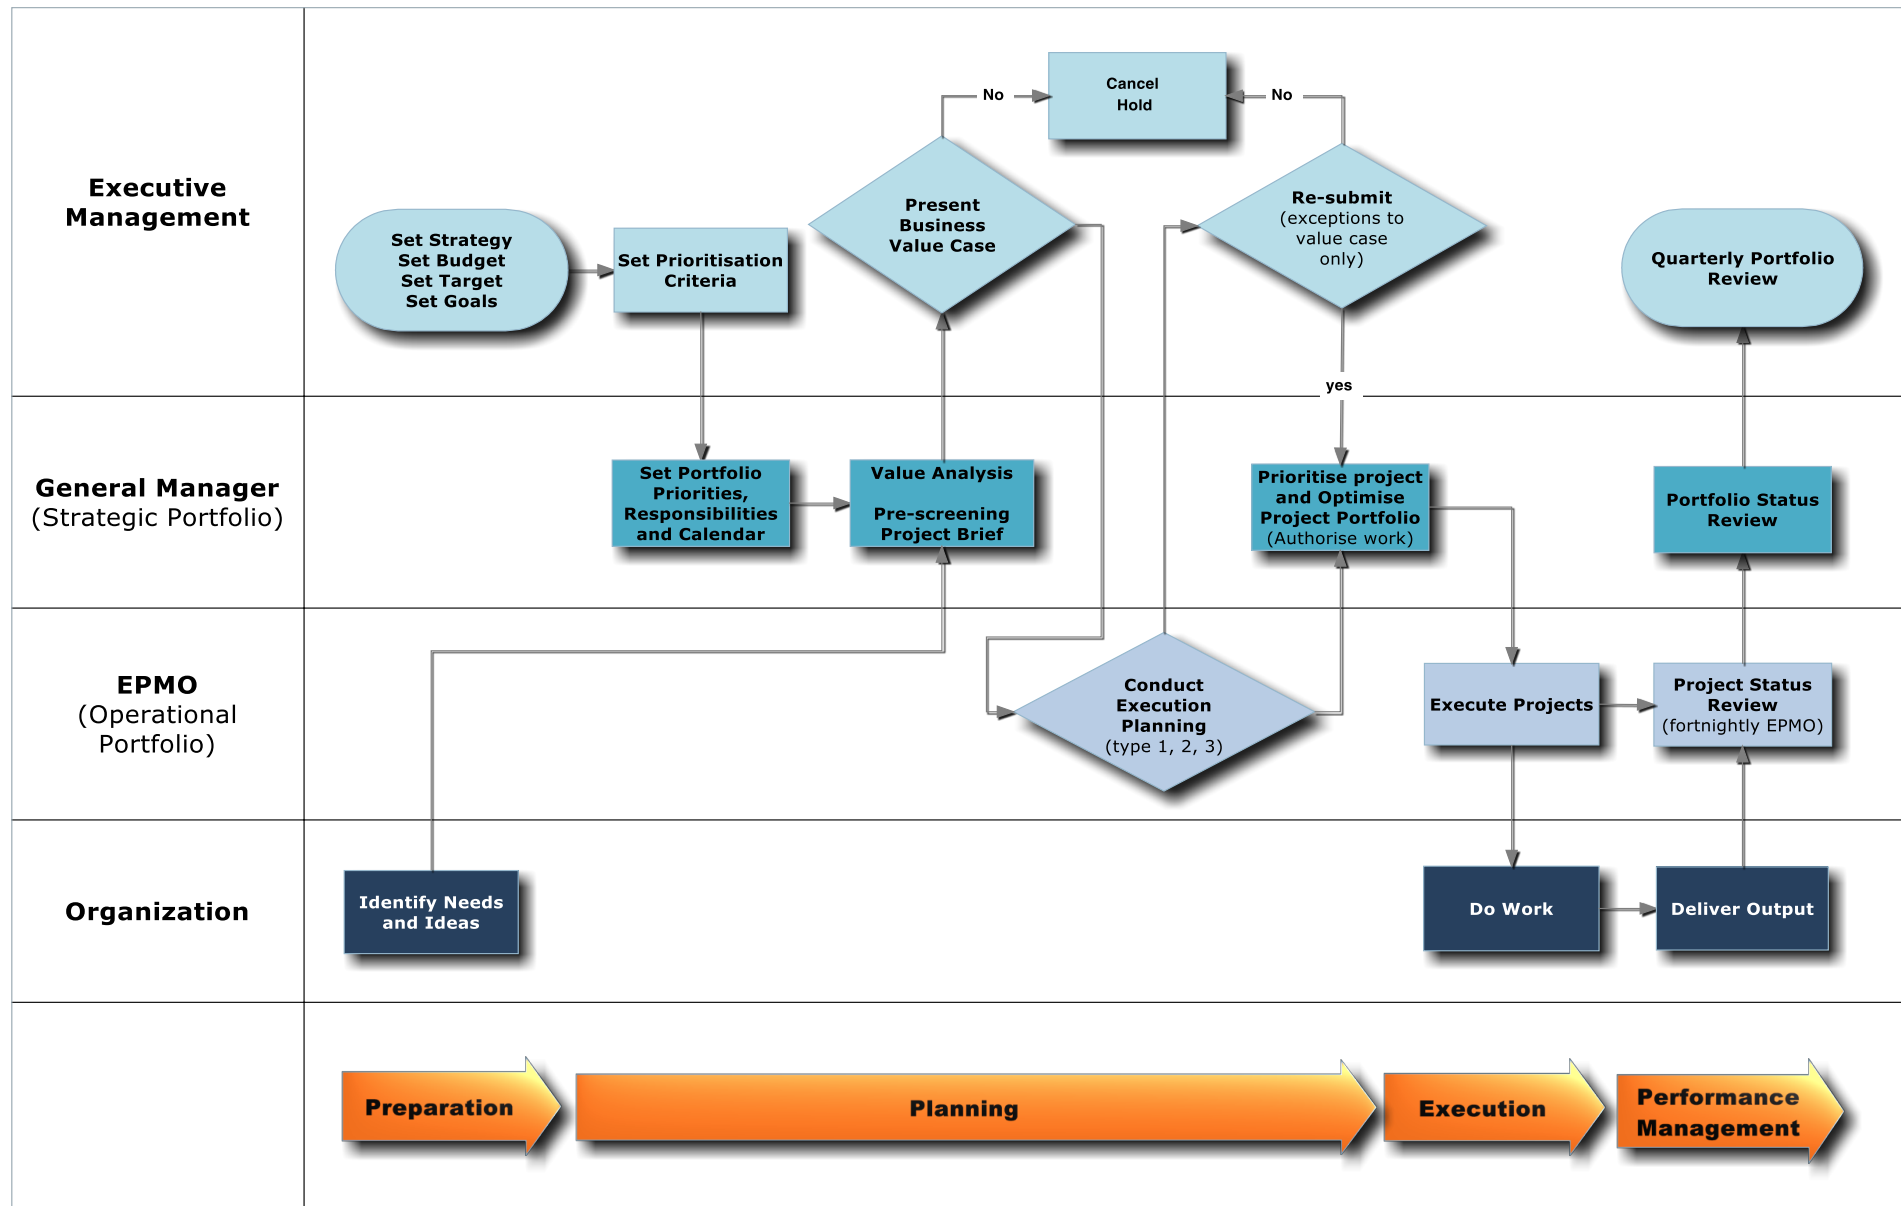 Executive
Management
Set Strategy
Set Budget
Set Target
Set Goals
Set Prioritisation
Criteria
Present
Business
Value Case
No
Cancel
Hold
No
Re-submit
(exceptions to
value case
only)
yes
Quarterly Portfolio
Review
General Manager
(Strategic Portfolio)
Set Portfolio
Priorities,
Responsibilities
and Calendar
Value Analysis
Pre-screening
Project Brief
Prioritise project
and Optimise
Project Portfolio
(Authorise work)
Portfolio Status
Review
EPMO
(Operational
Portfolio)
Conduct
Execution
Planning
(type 1, 2, 3)
Execute Projects
Project Status
Review
(fortnightly EPMO)
Organization
Identify Needs
and Ideas
Do Work
Deliver Output
Preparation
Planning
Execution
Performance
Management